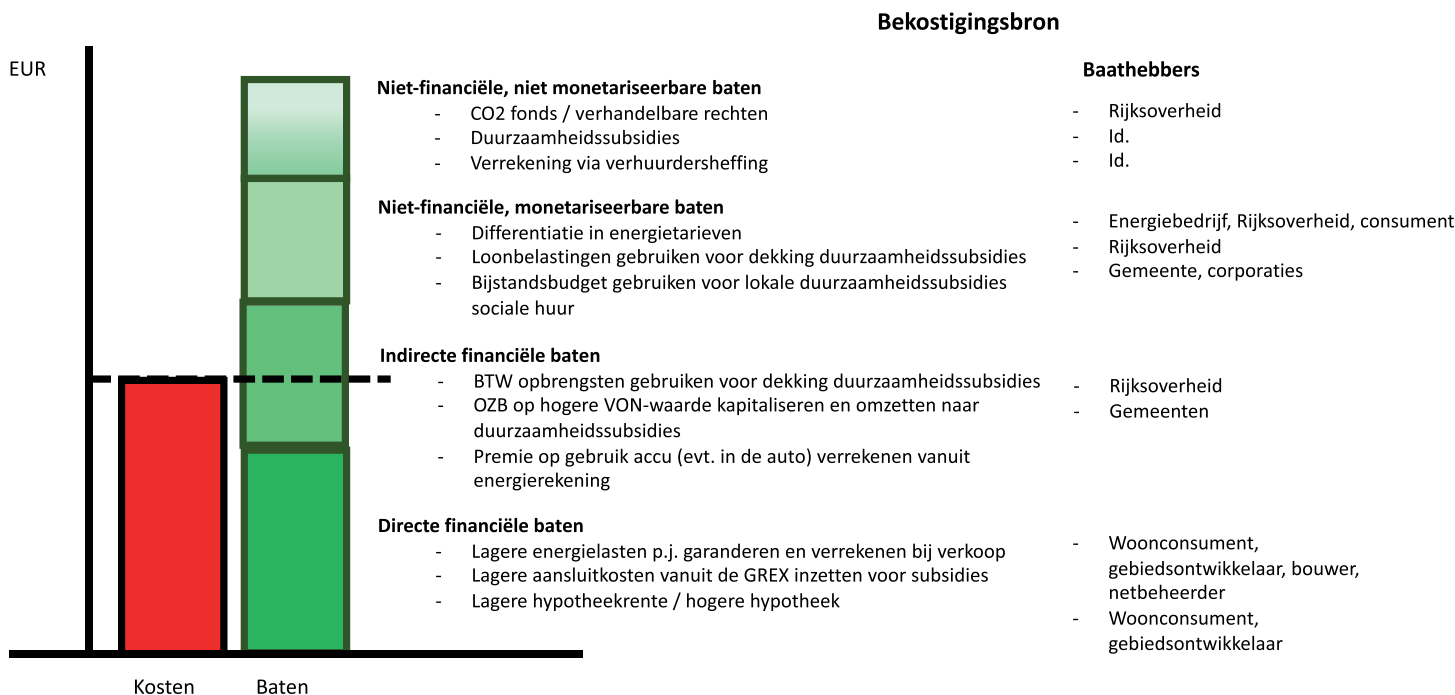 Bekostigingsbron
EUR
Baathebbers
Niet-financiële, niet monetariseerbare baten
- CO2 fonds / verhandelbare rechten
- Duurzaamheidssubsidies
- Verrekening via verhuurdersheffing
- Rijksoverheid
- Id.
- Id.
Niet-financiële, monetariseerbare baten
- Differentiatie in energietarieven
- Loonbelastingen gebruiken voor dekking duurzaamheidssubsidies
- Bijstandsbudget gebruiken voor lokale duurzaamheidssubsidies
sociale huur
- Energiebedrijf, Rijksoverheid, consument
- Rijksoverheid
- Gemeente, corporaties
Indirecte financiële baten
- BTW opbrengsten gebruiken voor dekking duurzaamheidssubsidies
- OZB op hogere VON-waarde kapitaliseren en omzetten naar
duurzaamheidssubsidies
- Premie op gebruik accu (evt. in de auto) verrekenen vanuit
energierekening
- Rijksoverheid
- Gemeenten
Directe financiële baten
- Lagere energielasten p.j. garanderen en verrekenen bij verkoop
- Lagere aansluitkosten vanuit de GREX inzetten voor subsidies
- Lagere hypotheekrente / hogere hypotheek
- Woonconsument,
gebiedsontwikkelaar, bouwer,
netbeheerder
- Woonconsument,
gebiedsontwikkelaar
Kosten
Baten